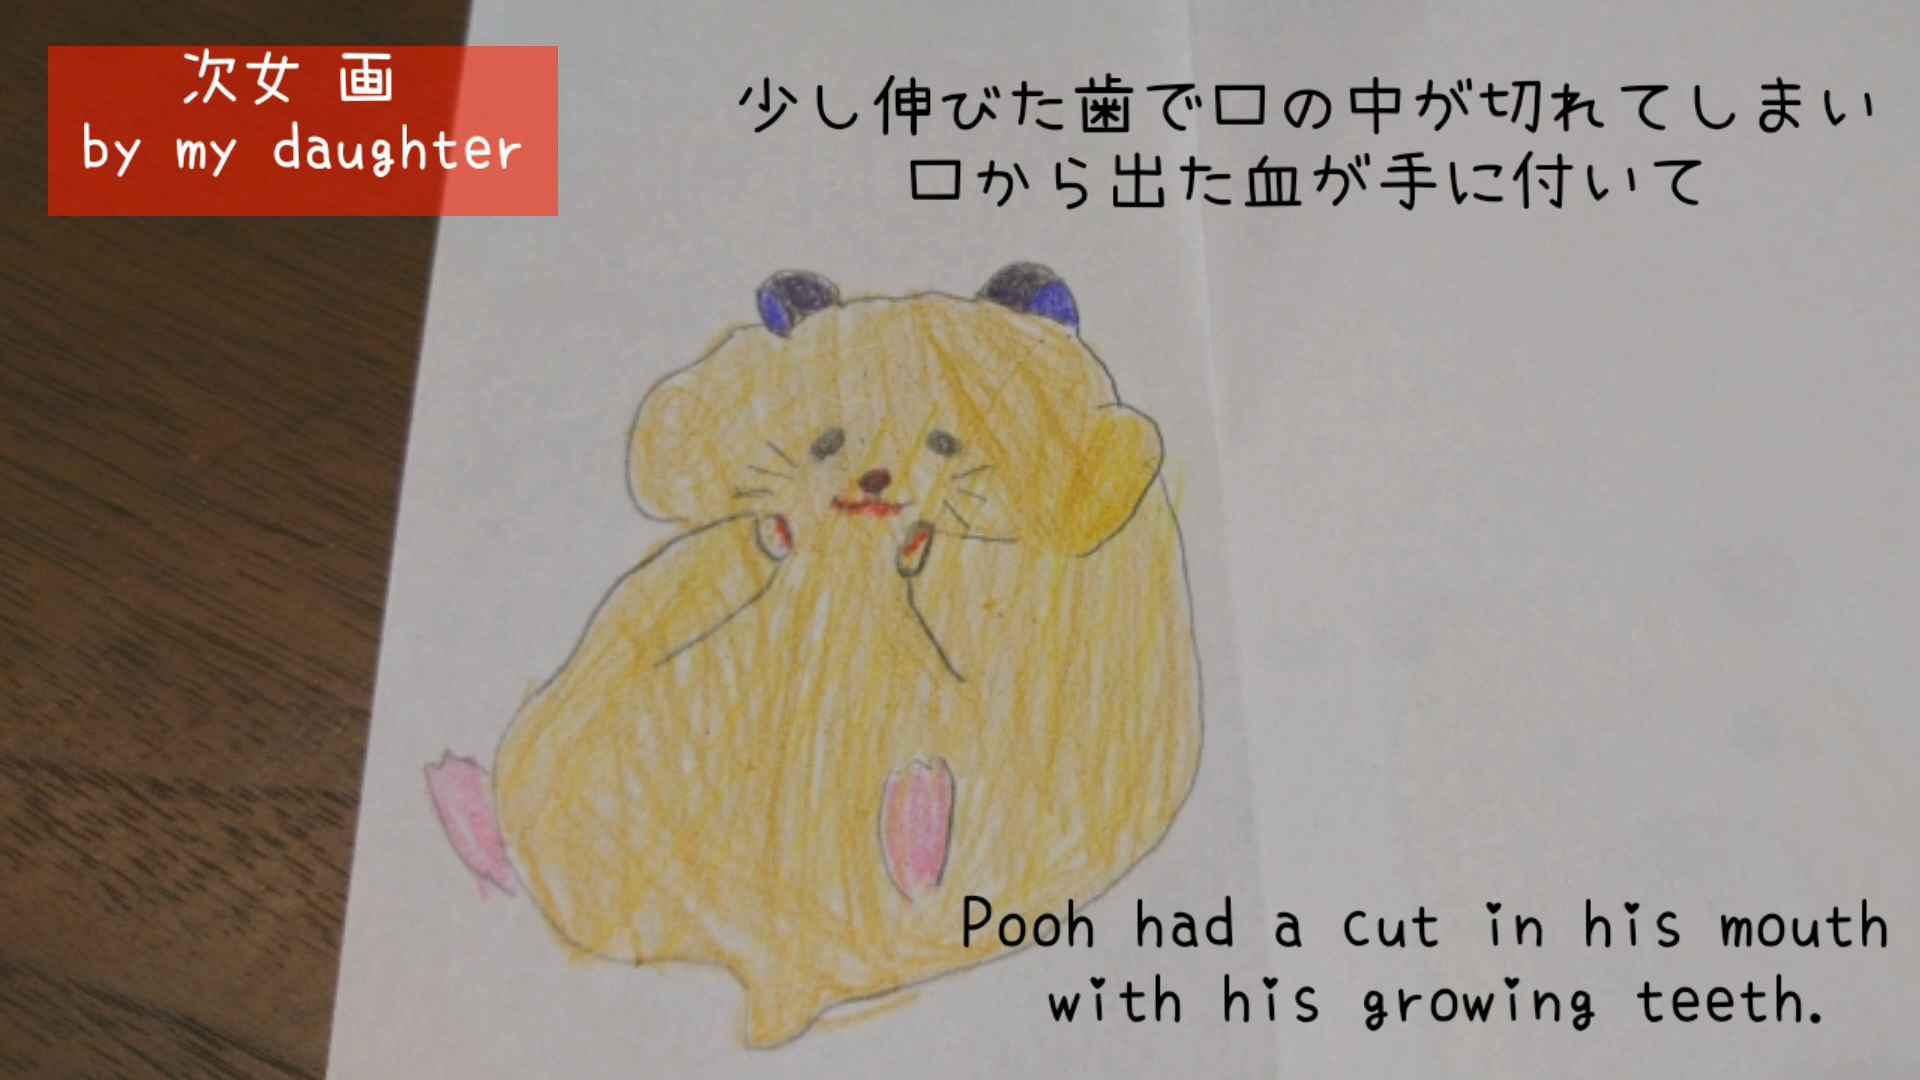 次女 画
by my daughter
少し伸びた歯で口の中が切れてしまい
口から出た血が手に付いて
Pooh had a cut in his mouth
with his growing teeth.